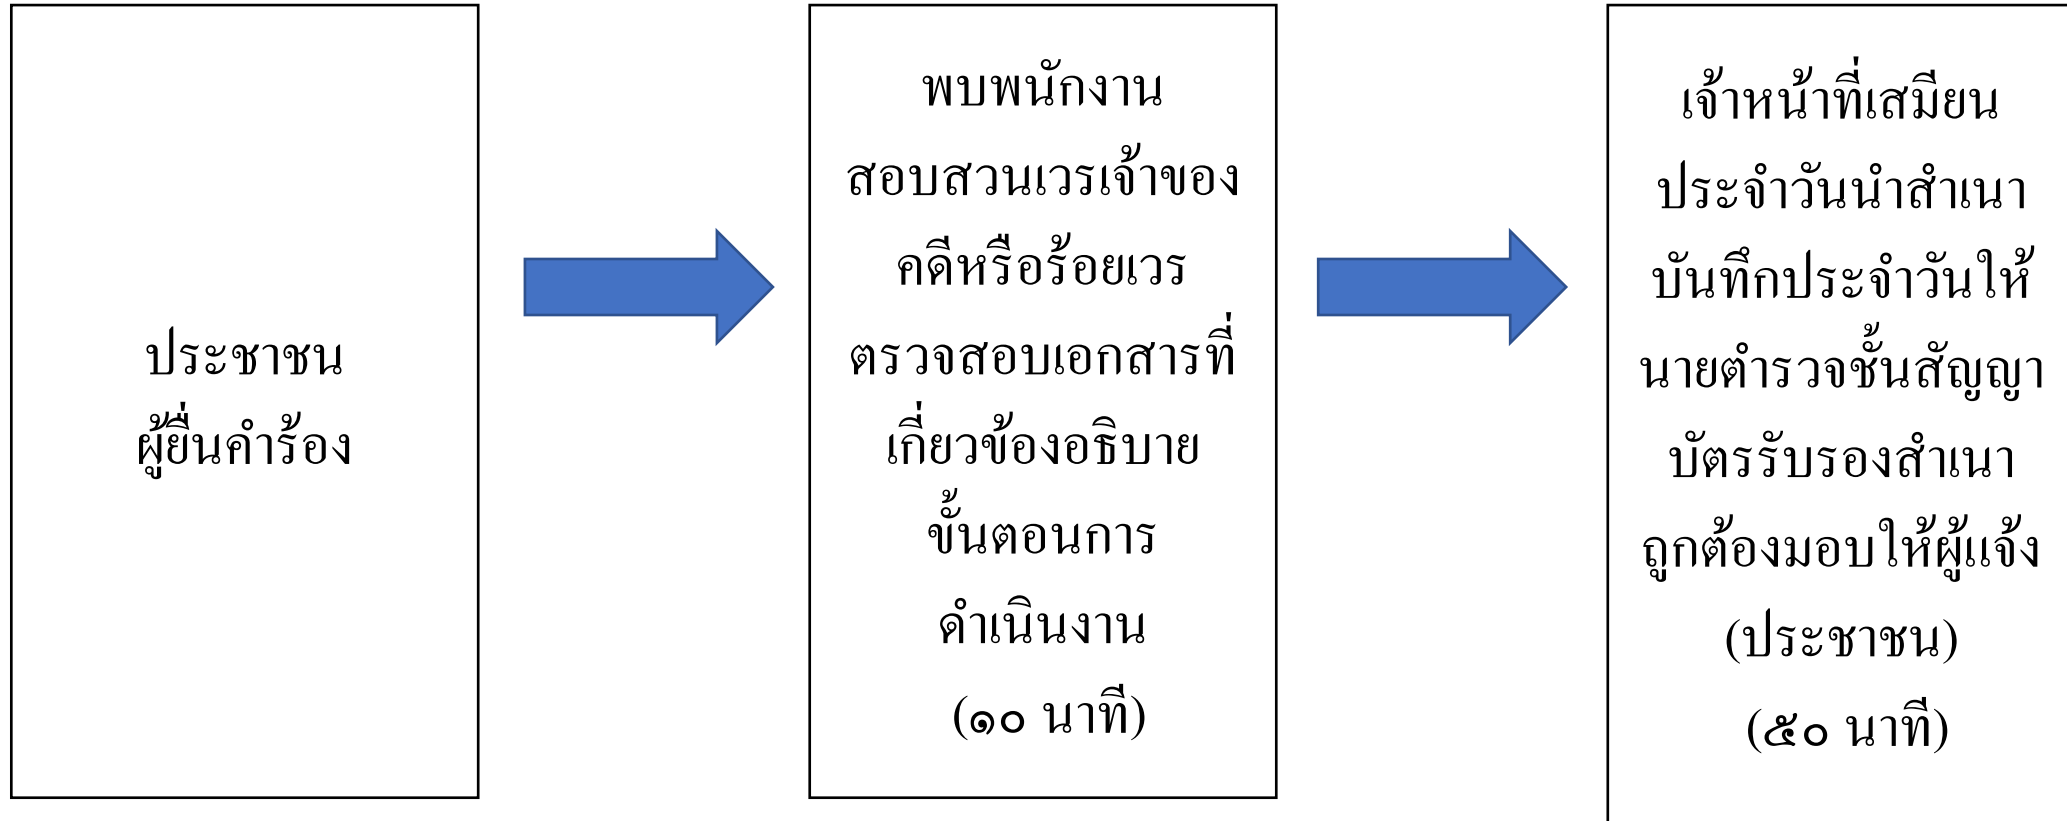 ประชาชน
ผู้ยื่นคำร้อง
พบพนักงาน
สอบสวนเวรเจ้าของ
คดีหรือร้อยเวร
ตรวจสอบเอกสารที่
เกี่ยวข้องอธิบาย
ขั้นตอนการ
ดำเนินงาน
(๑๐ นาที)
เจ้าหน้าที่เสมียน
ประจำวันนำสำเนา
บันทึกประจำวันให้
นายตำรวจชั้นสัญญา
บัตรรับรองสำเนา
ถูกต้องมอบให้ผู้แจ้ง
(ประชาชน)
(๕๐ นาที)